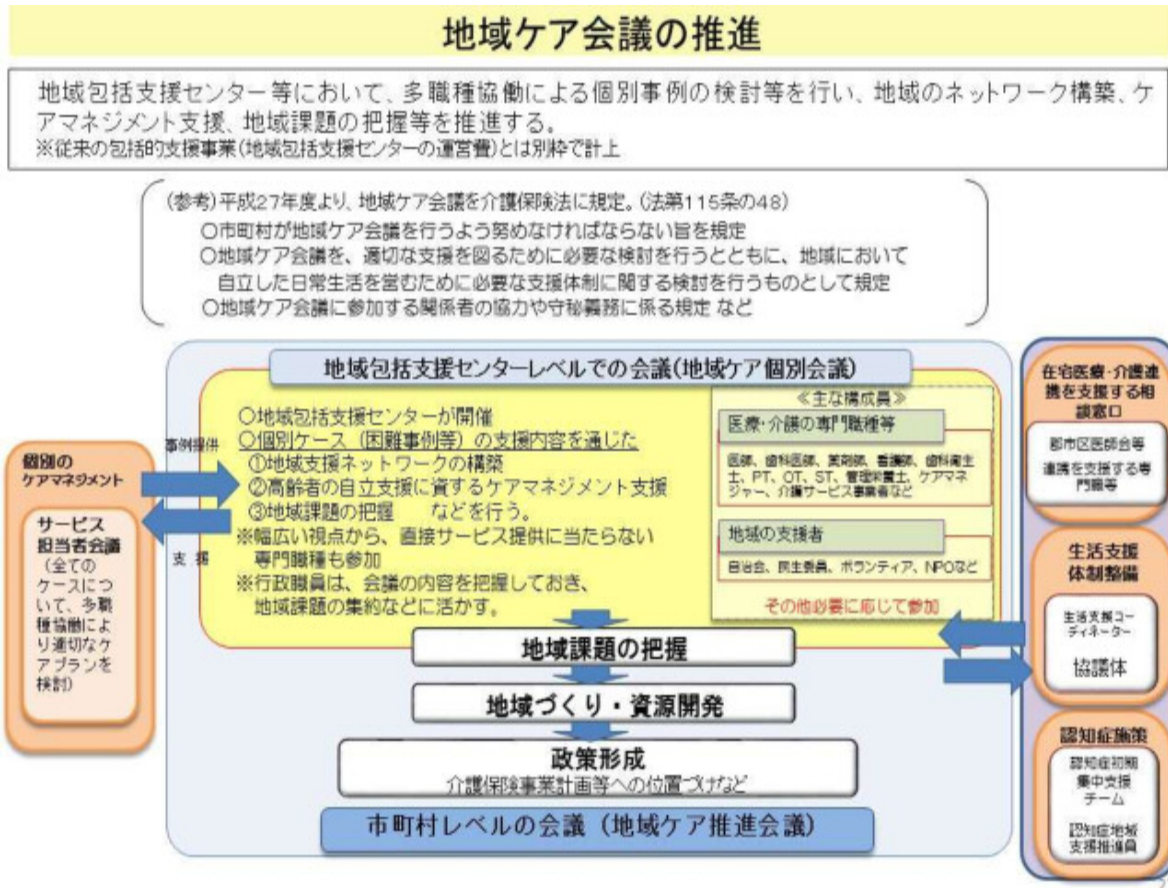 地域ケア会議の推進
地域包括支援センター等において、多職種協働による個別事例の検討等を行い、地域のネットワーク構築、ケ
アマネジメント支援、地域課題の把握等を推進する。
※従来の包括的支援事業(地域包括支援センターの運営費)とは別枠で計上
(参考)平成27年度より、地域ケア会議を介護保険法に規定。(法第115条の48)
○市町村が地域ケア会議を行うよう努めなければならない旨を規定
○地域ケア会議を、適切な支援を図るために必要な検討を行うとともに、地域において
自立した日常生活を営むために必要な支援体制に関する検討を行うものとして規定
○地域ケア会議に参加する関係者の協力や守秘義務に係る規定 など
地域包括支援センターレベルでの会議(地域ケア個別会議)
○地域包括支援センターが開催
○個別ケース(困難事例等)の支援内容を通じた
①地域支援ネットワークの構築
②高齢者の自立支援に資するケアマネジメント支援
③地域課題の把握 などを行う。
※幅広い視点から、直接サービス提供に当たらない
専門職種も参加
※行政職員は、会議の内容を把握しておき、
地域課題の集約などに活かす。
≪主な構成員≫
医療・介護の専門職種等
医師、歯科医師、薬剤師、看護師、歯科衛生
士、PT、OT、ST、管理栄養士、ケアマネ
ジャー、介護サービス事業者など
地域の支援者
自治会、民生委員、ボランティア、NPOなど
その他必要に応じて参加
事例提供
支援
個別の
ケアマネジメント
サービス
担当者会議
(全ての
ケースにつ
いて、多職
種協働によ
り適切なケ
アプランを
検討)
地域課題の把握
地域づくり・資源開発
政策形成
介護保険事業計画等への位置づけなど
市町村レベルの会議(地域ケア推進会議)
在宅医療・介護連
携を支援する相
談窓口
郡市区医師会等
連携を支援する専
門職等
生活支援
体制整備
生活支援コー
ディネーター
協議体
認知症施策
認知症初期
集中支援
チーム
認知症地域
支援推進員